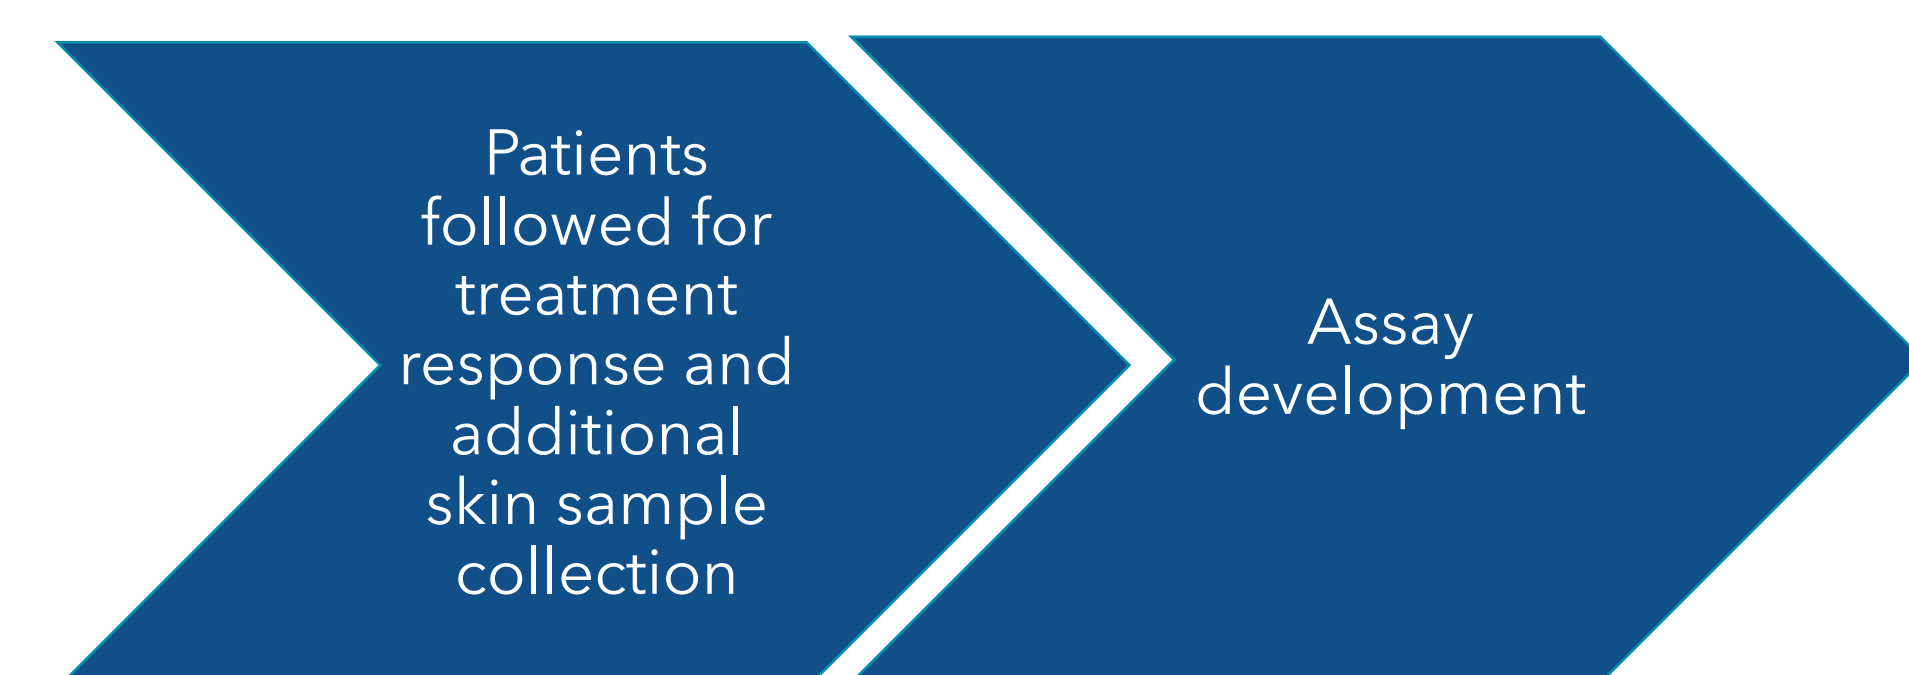 Patients
followed for
treatment
response and
additional
skin sample
collection
Assay
development